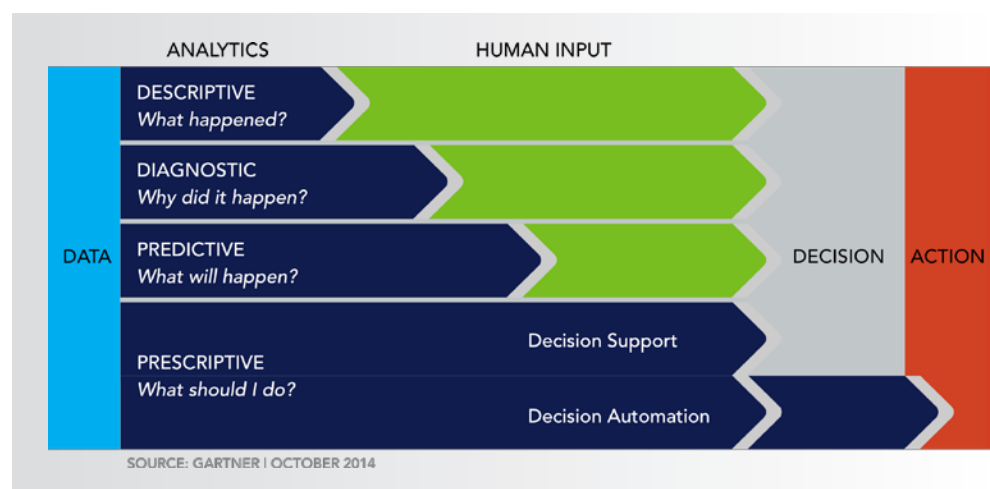 ANALYTICS
HUMAN INPUT
DESCRIPTIVE
What happened?
DIAGNOSTIC
Why did it happen?
DATA
PREDICTIVE
What will happen?
DECISION
ACTION
Decision Support
PRESCRIPTIVE
What should I do?
Decision Automation
SOURCE: GARTNER | OCTOBER 2014